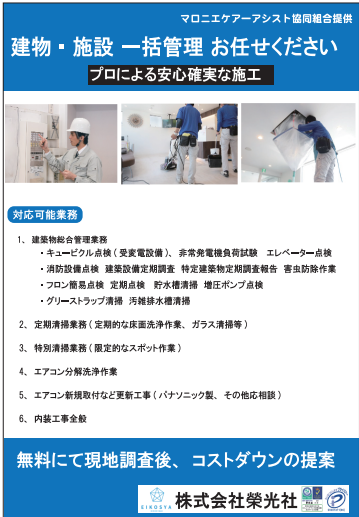 マロニエケアーアシスト協同組合提供
建物・施設 一括管理 お任せください
プロによる安心確実な施工
対応可能業務
1、 建築物総合管理業務
・キュービクル点検(受変電設備)、非常発電機負荷試験 エレベーター点検
・消防設備点検 建築設備定期調査 特定建築物定期調査報告 害虫防除作業
・フロン簡易点検 定期点検 貯水槽清掃 増圧ポンプ点検
・グリーストラップ清掃 汚雑排水槽清掃
2、 定期清掃業務(定期的な床面洗浄作業、ガラス清掃等)
3、 特別清掃業務(限定的なスポット作業)
4、 エアコン分解洗浄作業
5、 エアコン新規取付など更新工事(パナソニック製、その他応相談)
6、 内装工事全般
無料にて現地調査後、コストダウンの提案
EIKOSYA
株式会社榮光社